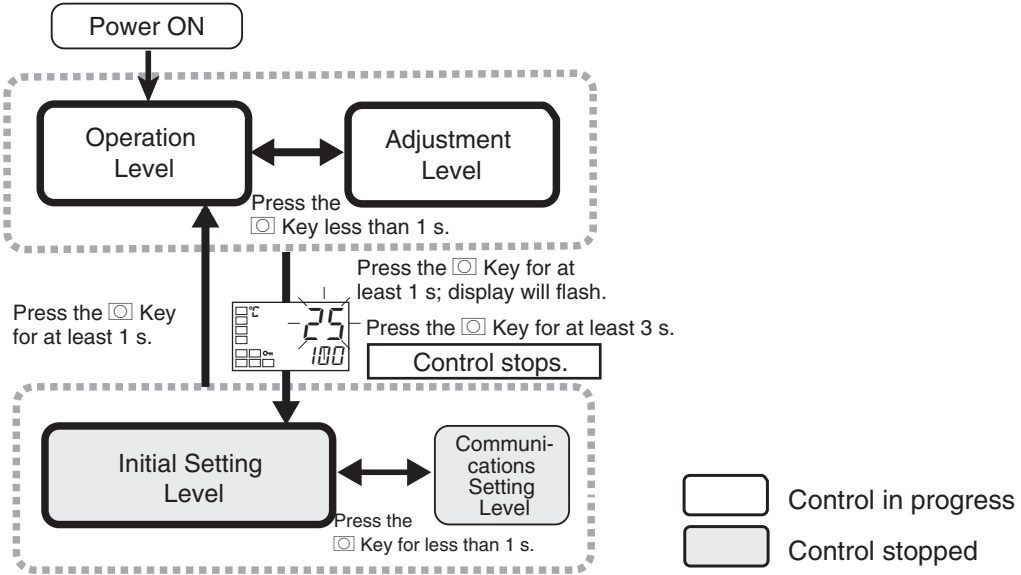 Power ON
Operation
Level
Adjustment
Level
Press the
Key less than 1 s.
Press the Key for at
least 1 s; display will flash.
Press the Key
for at least 1 s.
°C
25
100
Press the Key for at least 3 s.
Control stops.
Initial Setting
Level
Communi-
cations
Setting
Level
Press the
Key for less than 1 s.
Control in progress
Control stopped